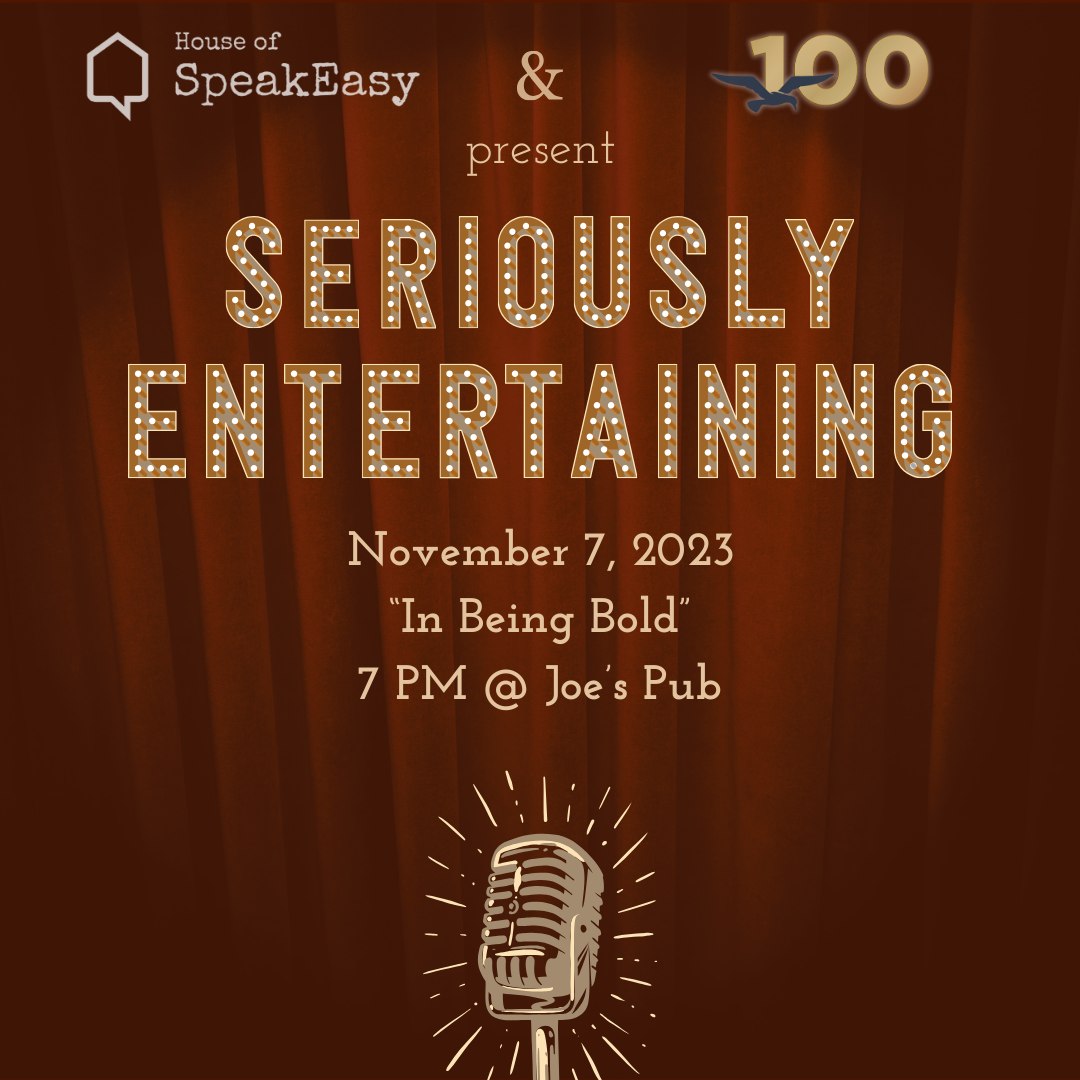 House of
SpeakEasy
&
100
present
SERIOUSLY
ENTERTAINING
November 7, 2023
“In Being Bold”
7 PM @ Joe’s Pub